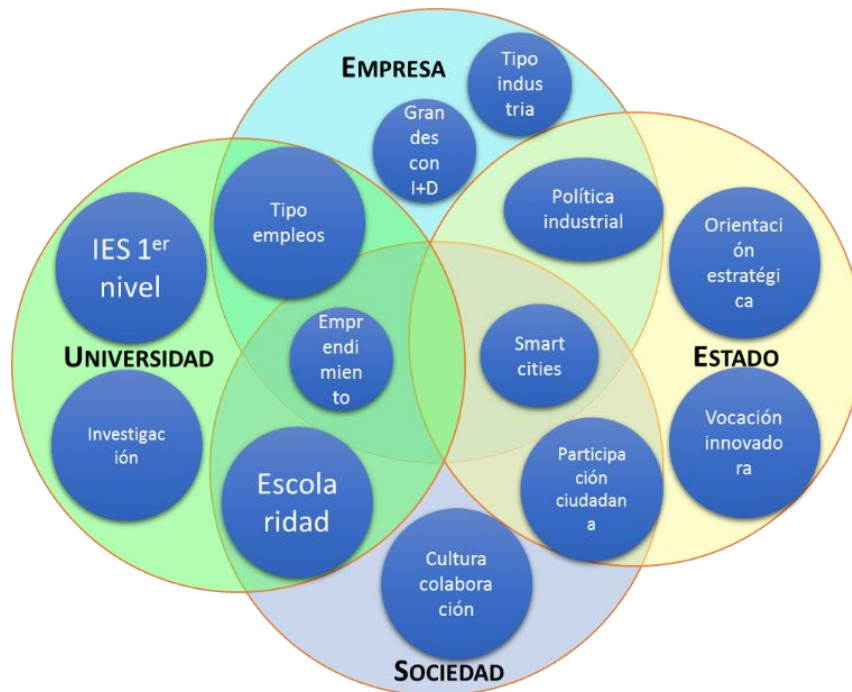 EMPRESA
Tipo
indus
tria
Gran
des
con
I+D
Tipo
empleos
Política
industrial
IES 1er
nivel
Orientaci
ón
estratégi
ca
UNIVERSIDAD
Empr
endi
mien
to
Smart
cities
ESTADO
Investigac
ión
Vocación
innovado
ra
Escola
ridad
Participa
ción
ciudadan
a
Cultura
colabora
ción
SOCIEDAD